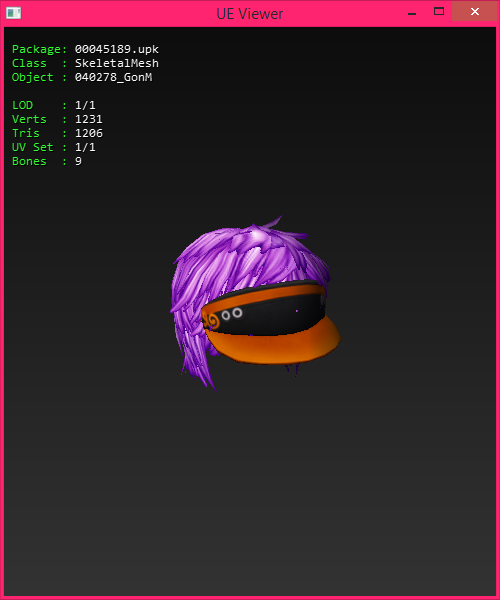 UE Viewer
Package: 00045189.upk
Class : SkeletalMesh
Object : 040278_GonM
LOD : 1/1
Verts : 1231
Tris : 1206
UV Set : 1/1
Bones : 9